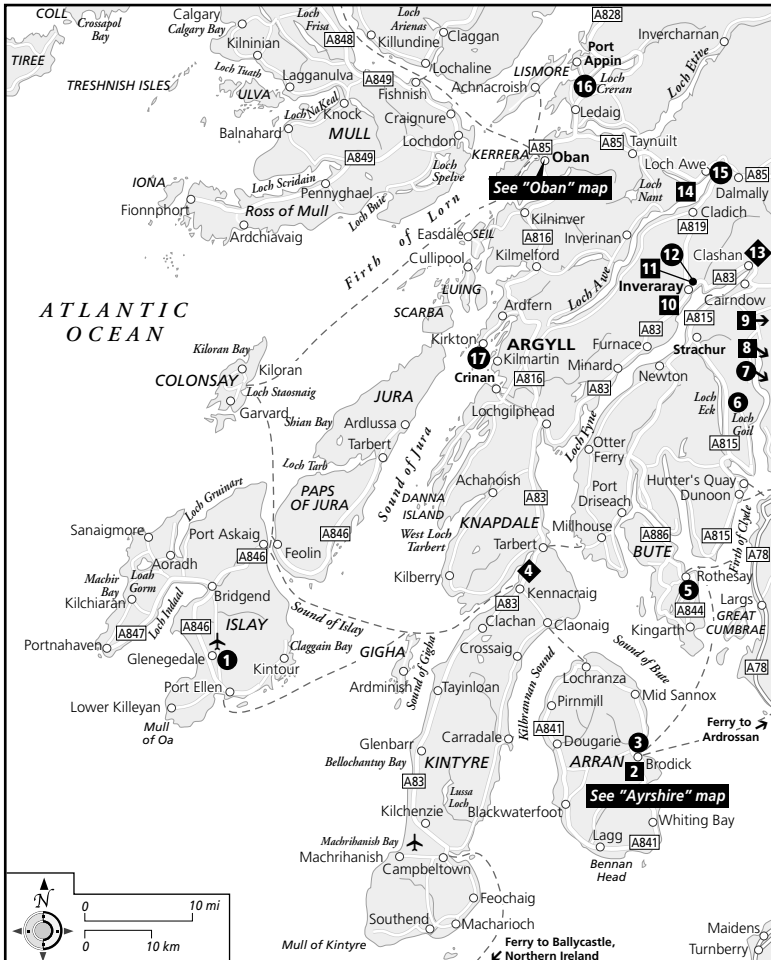 COLL
Crossapol
Bay
TIREE
Calgary
Calgary Bay
Kilninian
Loch
Frisa
A848
Killundine
Loch
Arienas
Claggan
Lochaline
TRESHNISH ISLES
Loch Tuath
Lagganulva
ULVA
A849
Fishnish
Loch NaKeal
Knock
Craignure
Balnahard
MULL
Lochdon
A849
Loch
Spelve
IONA
Fionnphort
Loch Scridain
Pennyghael
Ross of Mull
Loch Buie
Ardchiavaig
A828
Port
Appin
Invercharnan
LISMORE
Achnacroish
16
Loch
Creran
Loch Etive
Ledaig
KERRERA
A85
Oban
A85
Taynuilt
See "Oban" map
Loch Awe
15
A85
Dalmally
14
Loch
Nant
Cladich
A819
Firth of Lorn
Easdale
SEIL
Kilninver
A816
Inverinan
Cullipool
Kilmelford
LUING
SCARBA
Loch Awe
12
11
Clashan
13
A83
Inveraray
10
Cairndow
A815
9
8
7
Strachur
ATLANTIC
OCEAN
Ardfern
Kirkton
ARGYLL
17
Kilmartin
Crinan
A816
Furnace
A83
Minard
A83
Newton
6
Loch
Eck
Loch
Goil
A815
Kiloran Bay
Kiloran
COLONSAY
Loch Staosnaig
Garvard
JURA
Shian Bay
Ardlussa
Tarbert
Loch Tarb
Lochgilphead
Loch Fyne
Otter
Ferry
PAPS
OF JURA
Sound of Jura
DANNA
ISLAND
Achahoish
A83
KNAPDALE
West Loch
Tarbert
Tarbert
Port
Driseach
Millhouse
Hunter's Quay
Dunoon
BUTE
A886
A815
Firth of Clyde
A78
Loch Gruinart
Sanaigmore
Port Askaig
A846
Feolin
A846
Aoradh
Machir
Bay
Loah
Gorm
Kilchiaran
Bridgend
Loch Indaal
A846
ISLAY
A847
Portnahaven
Glenegedale
1
Claggain Bay
Kintour
Port Ellen
Lower Killeyan
Mull
of Oa
Sound of Islay
Kilberry
4
Kennacraig
A83
Clachan
Claonaig
Rothesay
5
A844
Largs
Kingarth
GREAT
CUMBRAE
A78
GIGHA
Ardminish
Sound of Gigha
Crossaig
Tayinloan
Kilbrannan Sound
Sound of Bute
Lochranza
Pirnmill
Mid Sannox
Ferry to
Ardrossan
Glenbarr
Bellochantuy Bay
Carradale
KINTYRE
A83
A841
Dougarie
ARRAN
3
2
Brodick
See "Ayrshire" map
Lussa
Loch
Kilchenzie
Blackwaterfoot
Whiting Bay
Lagg
A841
Bennan
Head
Machrihanish Bay
Machrihanish
Campbeltown
Feochaig
Southend
Macharioch
Mull of Kintyre
Ferry to Ballycastle,
Northern Ireland
Maidens
Turnberry
N
0 10 mi
0 10 km